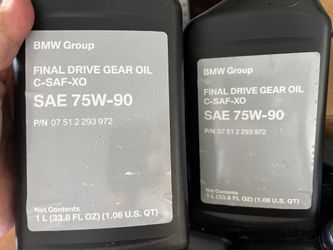 BMW Group
FINAL DRIVE GEAR OIL
C-SAF-XO
SAE 75W-90
P/N 07 51 2 293 972
Net Contents
1 L (33.8 FL OZ) (1.06 U.S. QT)
BMW Group
FINAL DRIVE GEAR OIL
C-SAF-XO
SAE 75W-90
P/N 07 51 2 293 972
Net Contents
1 L (33.8 FL OZ) (1.06 U.S. QT)